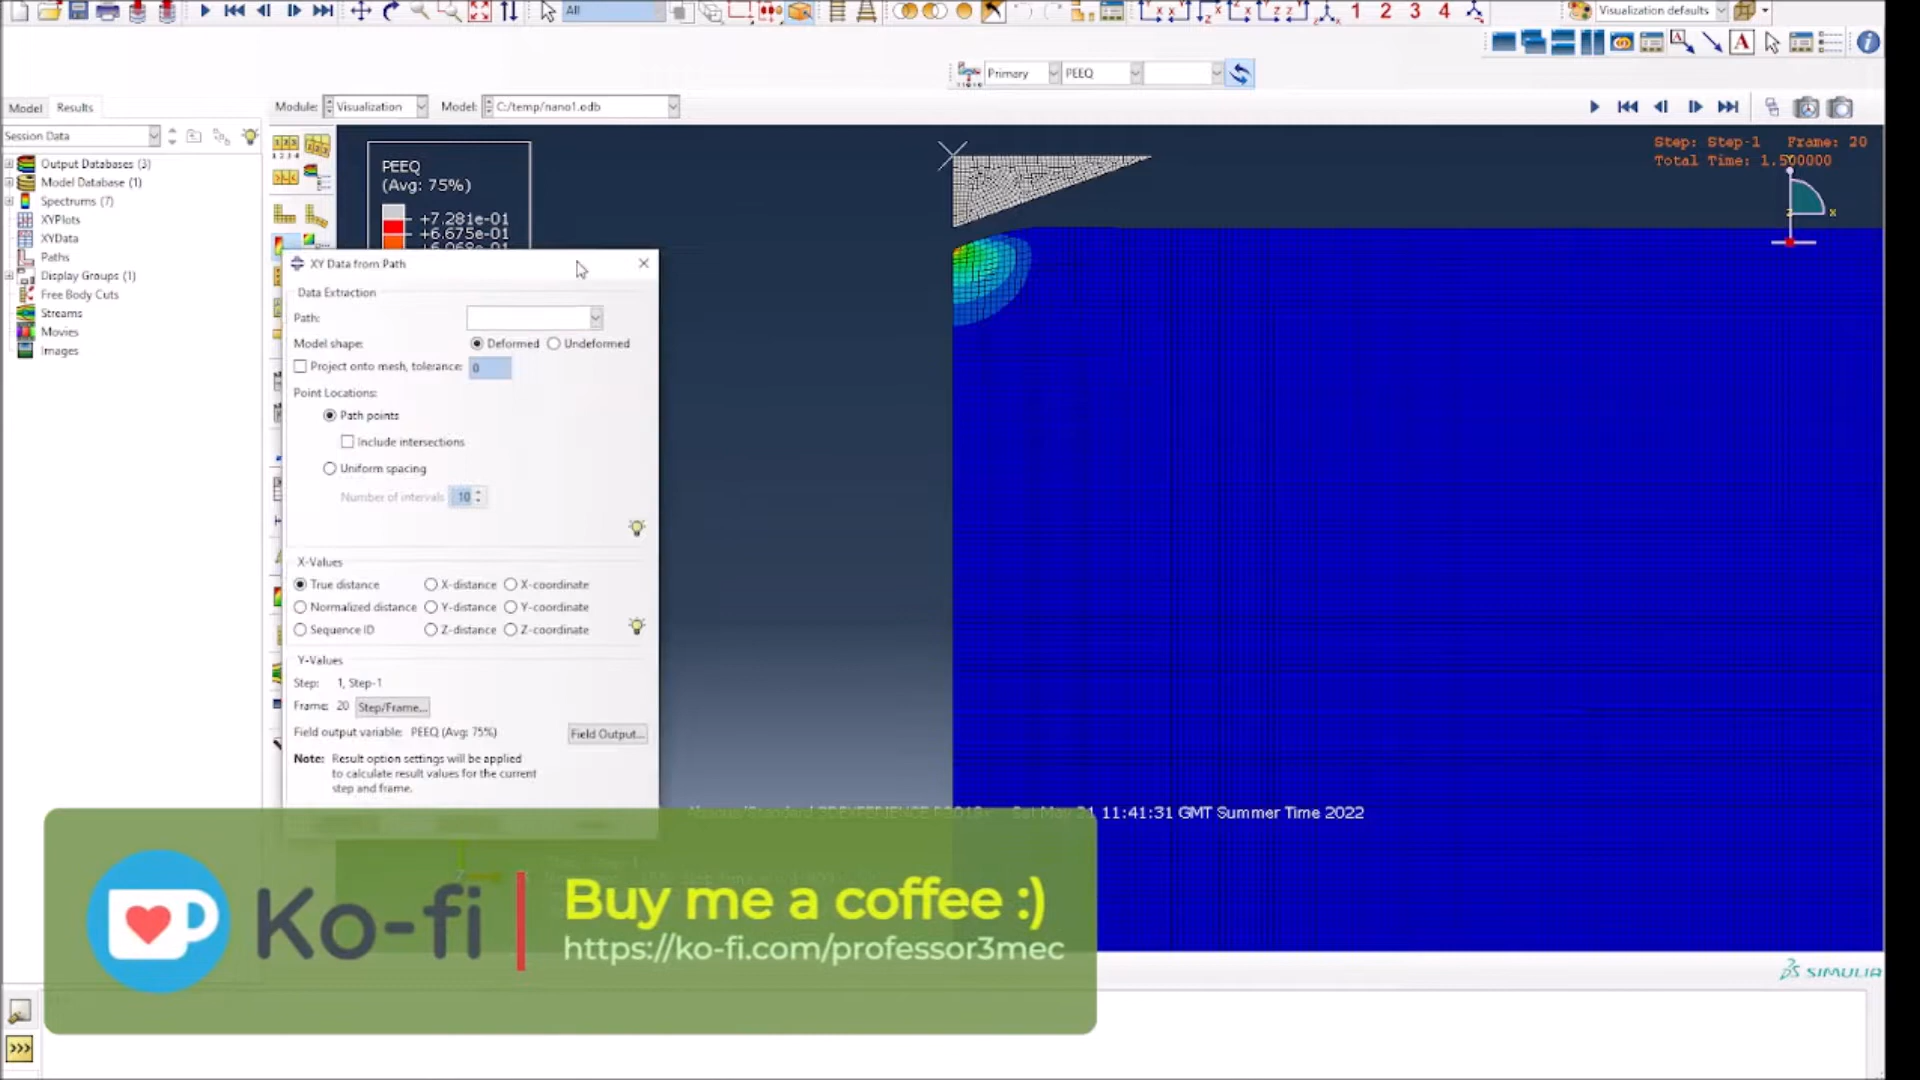 All
1 2 3 4
Visualization defaults
Primary
PEEQ
Model
Results
Module:
Visualization
Model:
C:/temp/nano1.odb
Session Data
Output Databases (3)
Model Database (1)
Spectrums (7)
XYPlots
XYData
Paths
Display Groups (1)
Free Body Cuts
Streams
Movies
Images
PEEQ
(Avg: 75%)
+7.281e-01
+6.675e-01
Step: Step-1 Frame: 20
Total Time: 1.500000
Y
Z
X
XY Data from Path
Data Extraction
Path:
Model shape:
Deformed
Undeformed
Project onto mesh, tolerance:
0
Point Locations:
Path points
Include intersections
Uniform spacing
Number of intervals
10
X-Values
True distance
X-distance
X-coordinate
Normalized distance
Y-distance
Y-coordinate
Sequence ID
Z-distance
Z-coordinate
Y-Values
Step: 1, Step-1
Frame: 20
Step/Frame...
Field output variable: PEEQ (Avg: 75%)
Field Output...
Note: Result option settings will be applied
to calculate result values for the current
step and frame.
11:41:31 GMT Summer Time 2022
Ko-fi
Buy me a coffee :)
https://ko-fi.com/professor3mec
SIMULIA
>>>